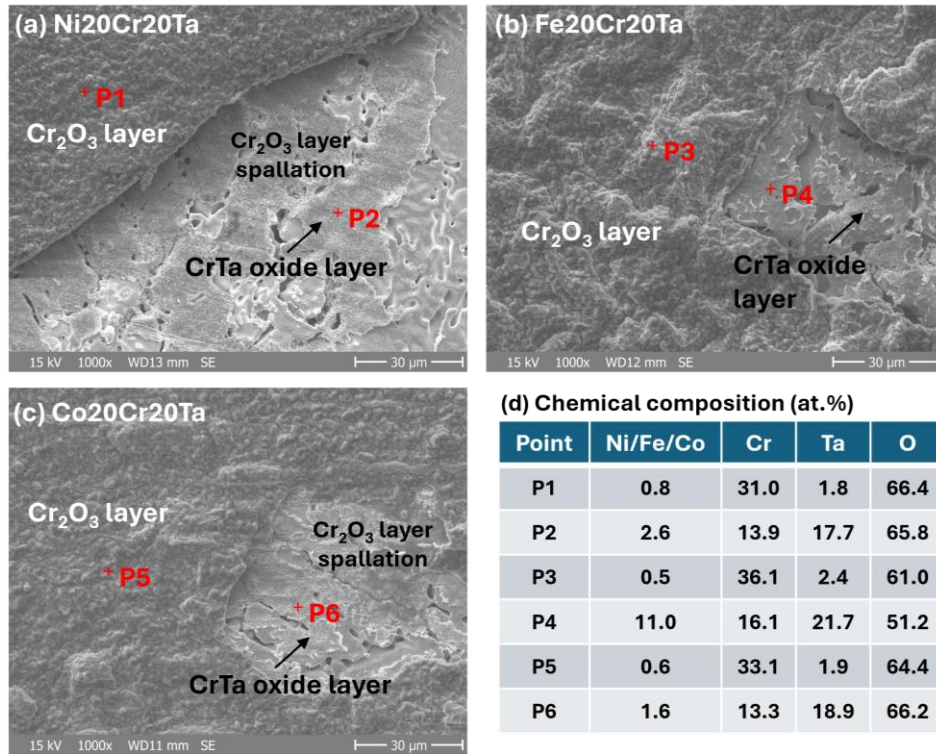 (a) Ni20Cr20Ta
+ P1
Cr₂O₃ layer
Cr₂O₃ layer
spallation
+ P2
CrTa oxide layer
15 kV 1000x WD13 mm SE 30 µm
(b) Fe20Cr20Ta
+ P3
+ P4
Cr₂O₃ layer
CrTa oxide
layer
15 kV 1000x WD12 mm SE 30 µm
(c) Co20Cr20Ta
Cr₂O₃ layer
Cr₂O₃ layer
spallation
+ P5
+ P6
CrTa oxide layer
15 kV 1000x WD11 mm SE 30 µm
(d) Chemical composition (at.%)
Point Ni/Fe/Co Cr Ta O
P1 0.8 31.0 1.8 66.4
P2 2.6 13.9 17.7 65.8
P3 0.5 36.1 2.4 61.0
P4 11.0 16.1 21.7 51.2
P5 0.6 33.1 1.9 64.4
P6 1.6 13.3 18.9 66.2